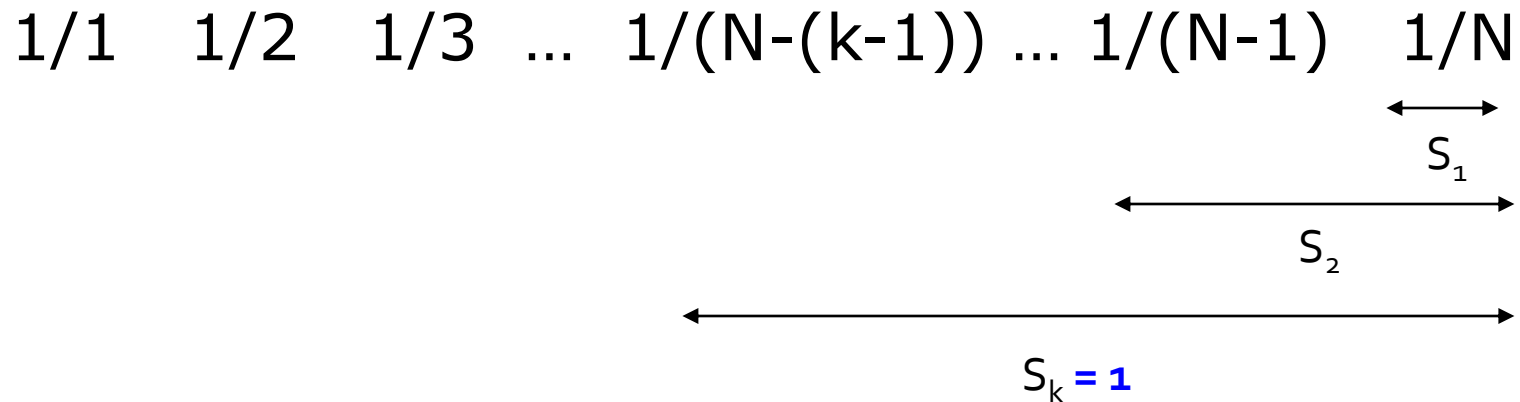 1/1 1/2 1/3 … 1/(N-(k-1)) … 1/(N-1) 1/N
S₁
S₂
Sₖ = 1